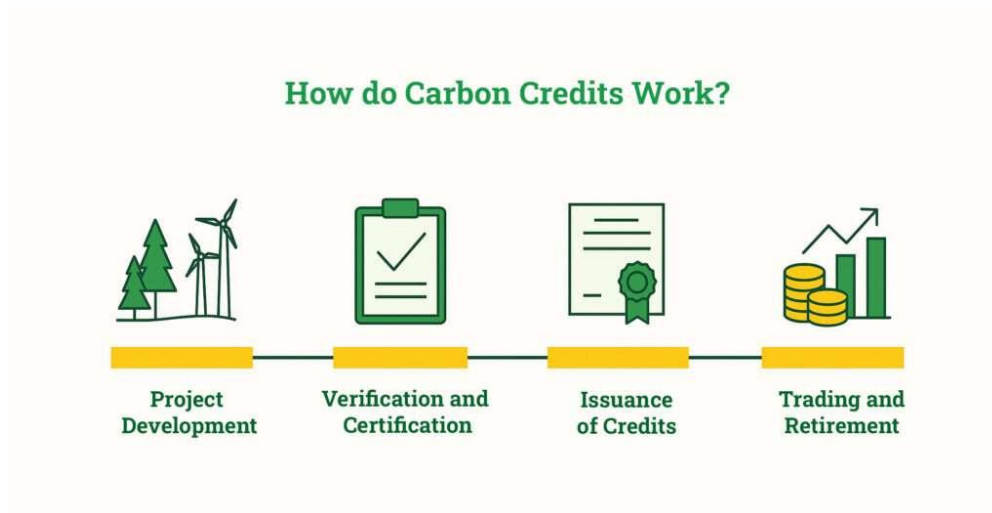 How do Carbon Credits Work?
Project
Development
Verification and
Certification
Issuance
of Credits
Trading and
Retirement